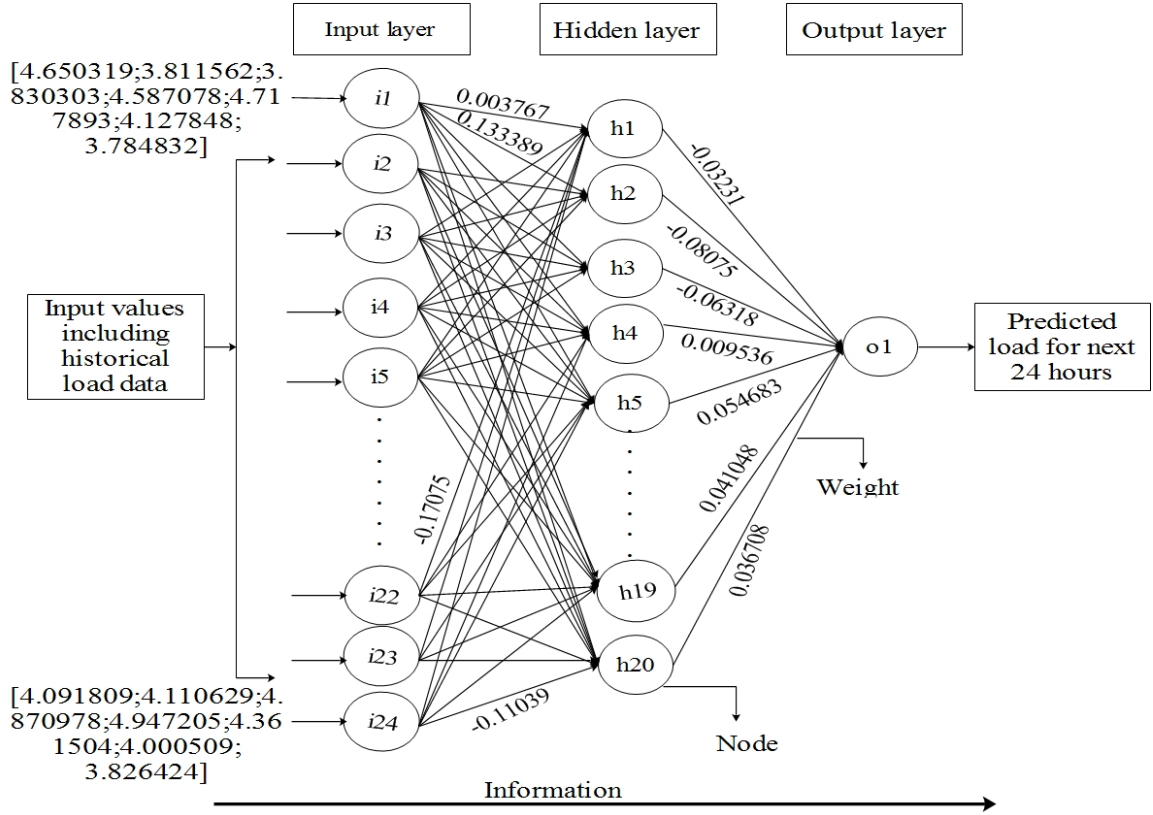 Input layer
Hidden layer
Output layer
[4.650319;3.811562;3.
830303;4.587078;4.71
7893;4.127848;
3.784832]
i1
i2
i3
i4
i5
i22
i23
i24
Input values
including
historical
load data
[4.091809;4.110629;4.
870978;4.947205;4.36
1504;4.000509;
3.826424]
0.003767
0.133389
-0.17075
-0.11039
h1
h2
h3
h4
h5
h19
h20
-0.03231
-0.08075
-0.06318
0.009536
0.054683
0.041048
0.036708
o1
Weight
Node
Predicted
load for next
24 hours
Information